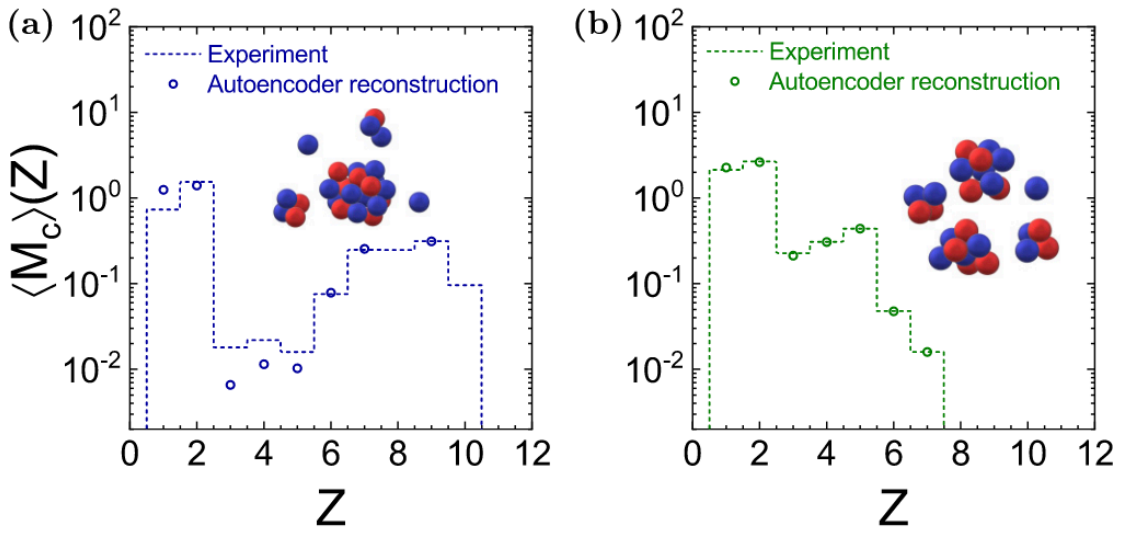 (a)
10^2
10^1
10^0
10^-1
10^-2
⟨M_c⟩(Z)
Experiment
Autoencoder reconstruction
0 2 4 6 8 10 12
Z
(b)
10^2
10^1
10^0
10^-1
10^-2
Experiment
Autoencoder reconstruction
0 2 4 6 8 10 12
Z